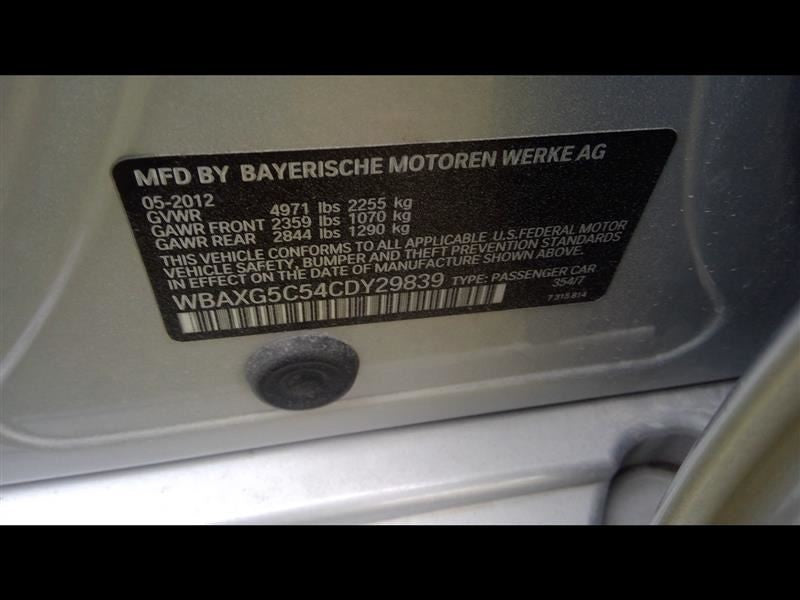 MFD BY BAYERISCHE MOTOREN WERKE AG
05-2012
GVWR 4971 lbs 2255 kg
GAWR FRONT 2359 lbs 1070 kg
GAWR REAR 2844 lbs 1290 kg
THIS VEHICLE CONFORMS TO ALL APPLICABLE U.S.FEDERAL MOTOR
VEHICLE SAFETY, BUMPER AND THEFT PREVENTION STANDARDS
IN EFFECT ON THE DATE OF MANUFACTURE SHOWN ABOVE.
WBAXG5C54CDY29839 TYPE: PASSENGER CAR
354/7
7 315 814